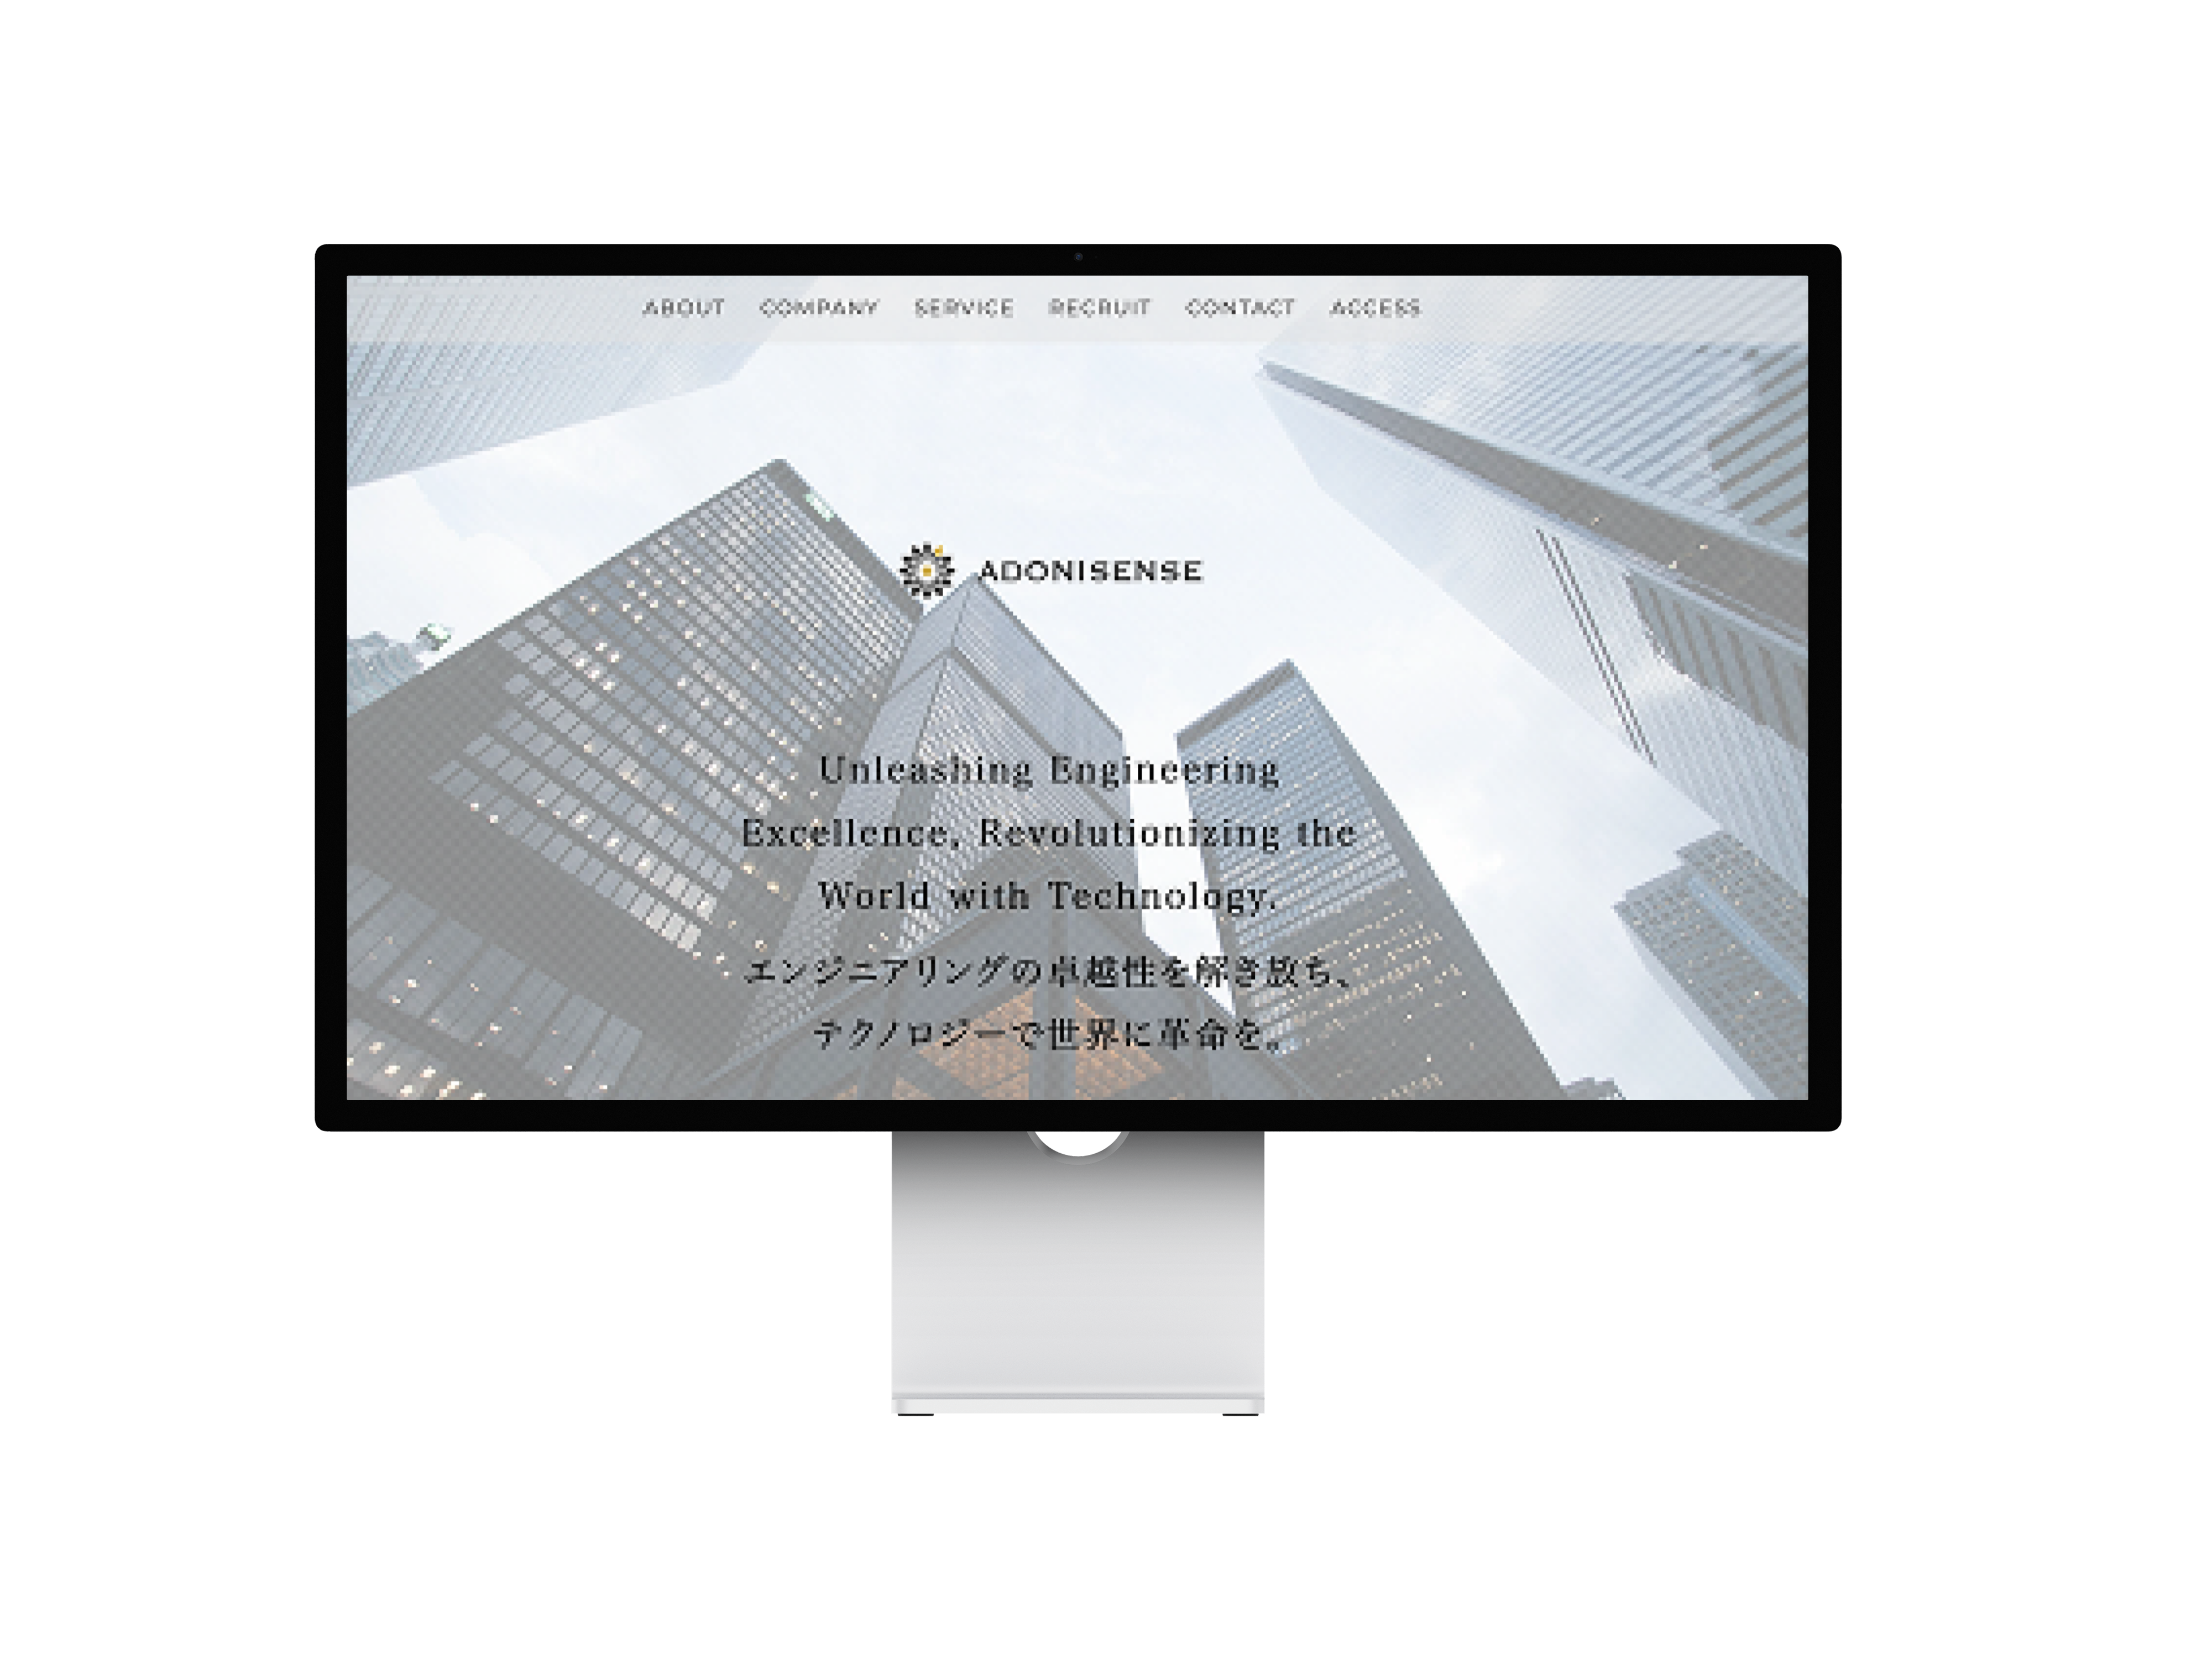 ABOUT COMPANY SERVICE RECRUIT CONTACT ACCESS
ADONISENSE
Unleashing Engineering
Excellence, Revolutionizing the
World with Technology.
エンジニアリングの卓越性を解き放ち、
テクノロジーで世界に革命を。